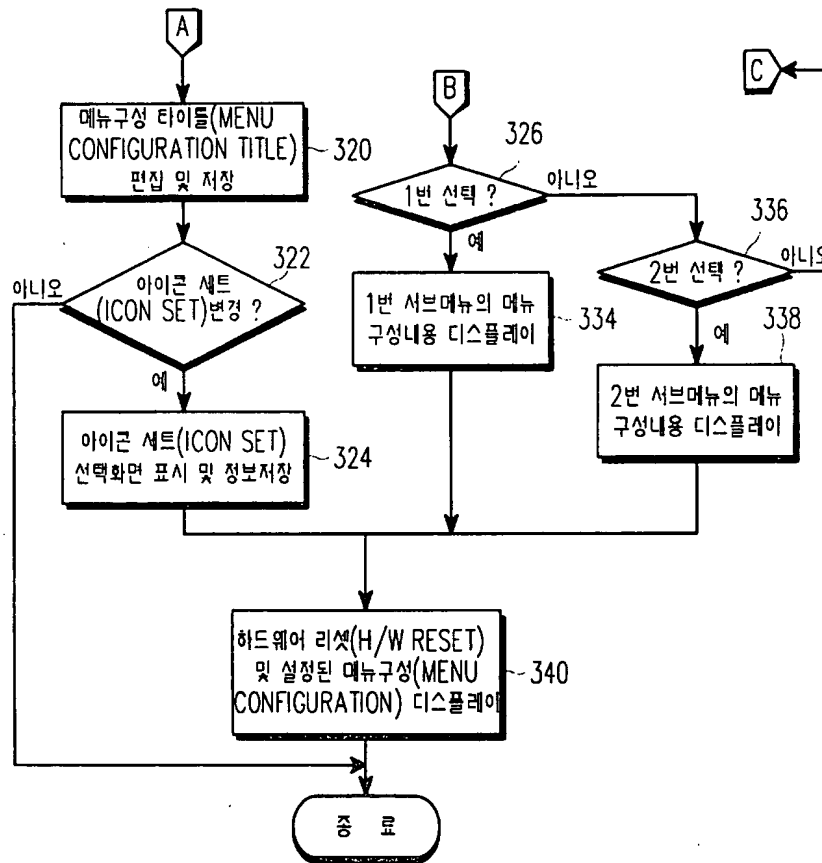 A
메뉴구성 타이틀(MENU
CONFIGURATION TITLE)
편집 및 저장
320
아이콘 세트
(ICON SET)변경 ?
322
아니오
예
아이콘 세트(ICON SET)
선택화면 표시 및 정보저장
324
B
1번 선택 ?
326
아니오
예
1번 서브메뉴의 메뉴
구성내용 디스플레이
334
C
2번 선택 ?
336
아니오
예
2번 서브메뉴의 메뉴
구성내용 디스플레이
338
하드웨어 리셋(H/W RESET)
및 설정된 메뉴구성(MENU
CONFIGURATION) 디스플레이
340
종 료